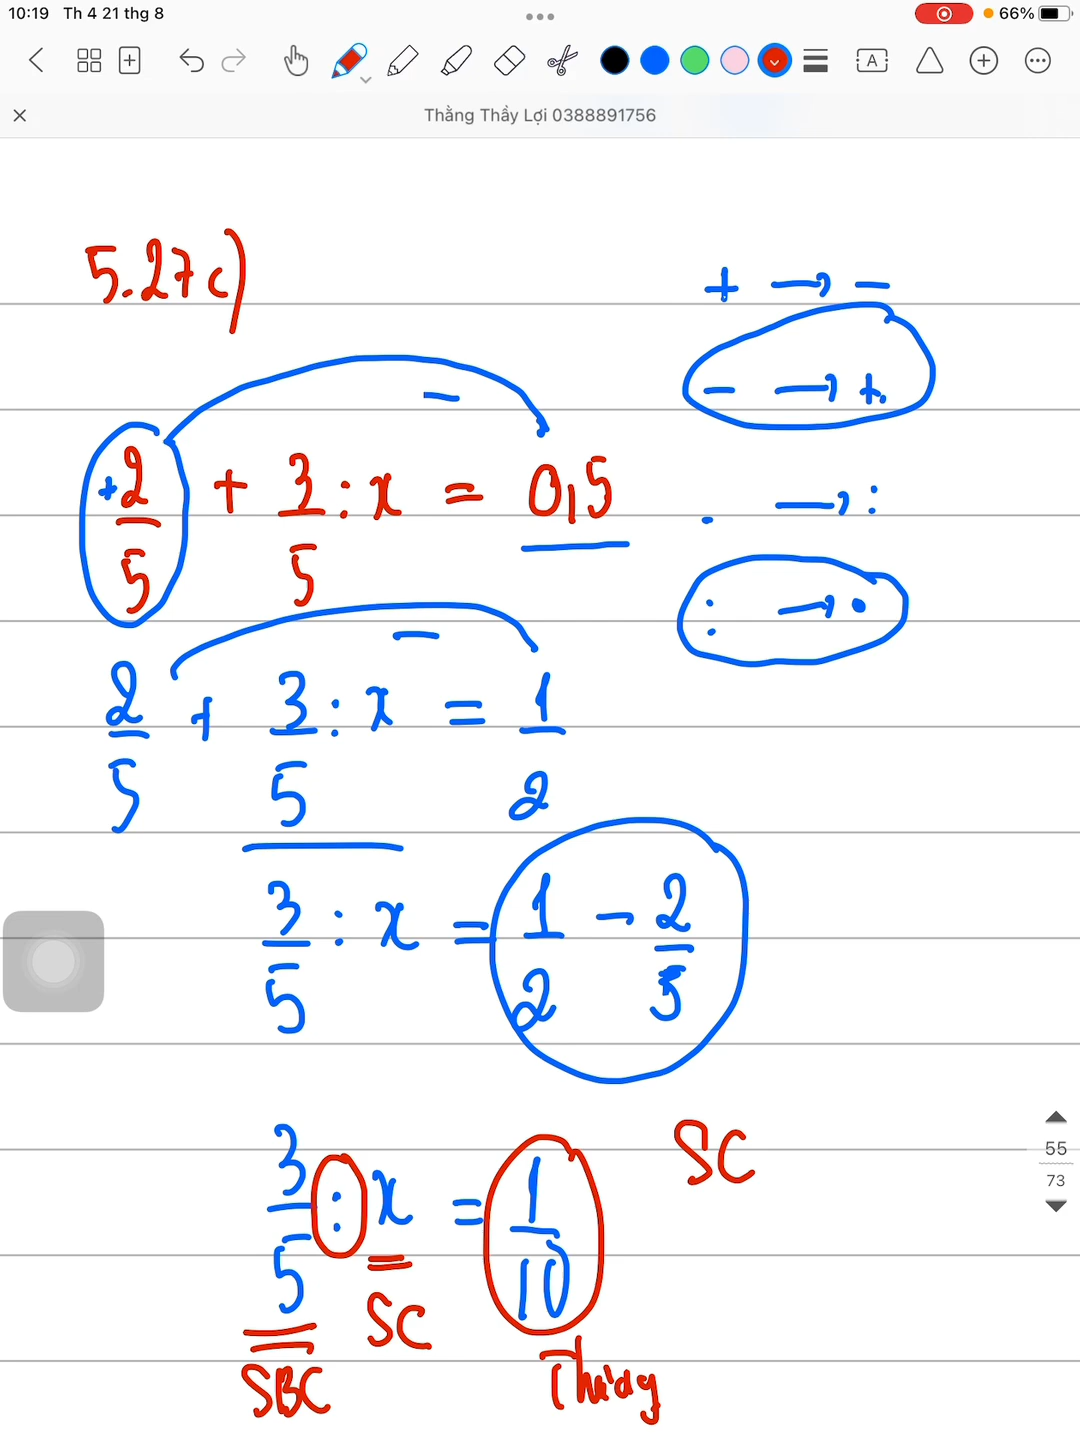 10:19 Th 4 21 thg 8
66%
A
Thằng Thầy Lợi 0388891756
5.27c)
+ → −
− → +
+2/5 + 3/5 : x = 0,5
−
. → :
: → •
2/5 + 3/5 : x = 1/2
−
3/5 : x = 1/2 − 2/5
3/5 : x = 1/10
SC
SC
SBC
Thương
55
73